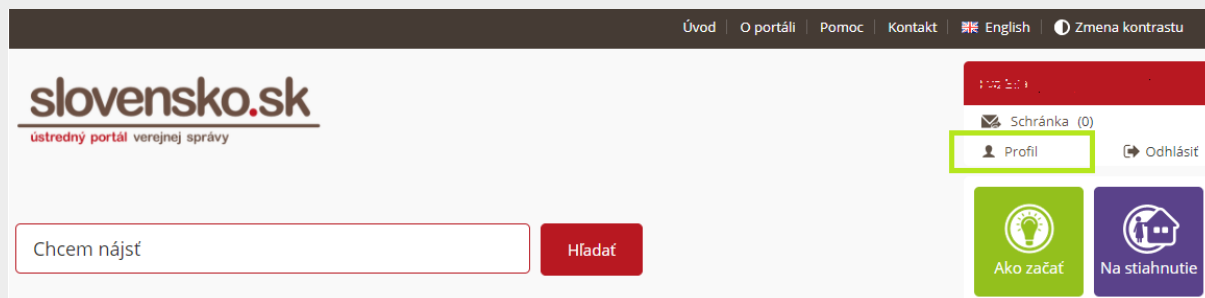 Úvod O portáli Pomoc Kontakt English Zmena kontrastu
slovensko.sk
ústredný portál verejnej správy
Schránka (0)
Profil Odhlásiť
Chcem nájsť Hľadať
Ako začať Na stiahnutie